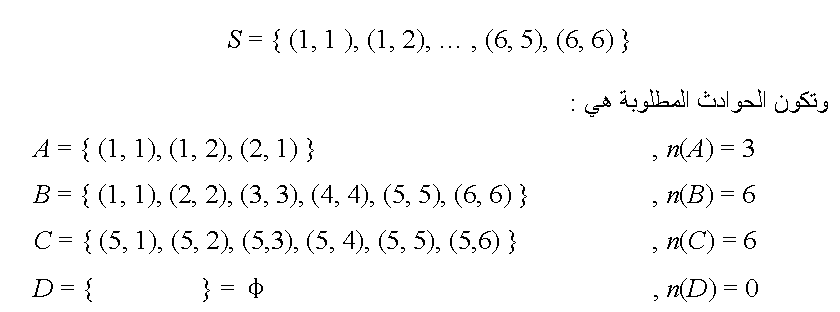 S = { (1, 1 ), (1, 2), … , (6, 5), (6, 6) }
وتكون الحوادث المطلوبة هي :
A = { (1, 1), (1, 2), (2, 1) } , n(A) = 3
B = { (1, 1), (2, 2), (3, 3), (4, 4), (5, 5), (6, 6) } , n(B) = 6
C = { (5, 1), (5, 2), (5,3), (5, 4), (5, 5), (5,6) } , n(C) = 6
D = { } = ϕ , n(D) = 0